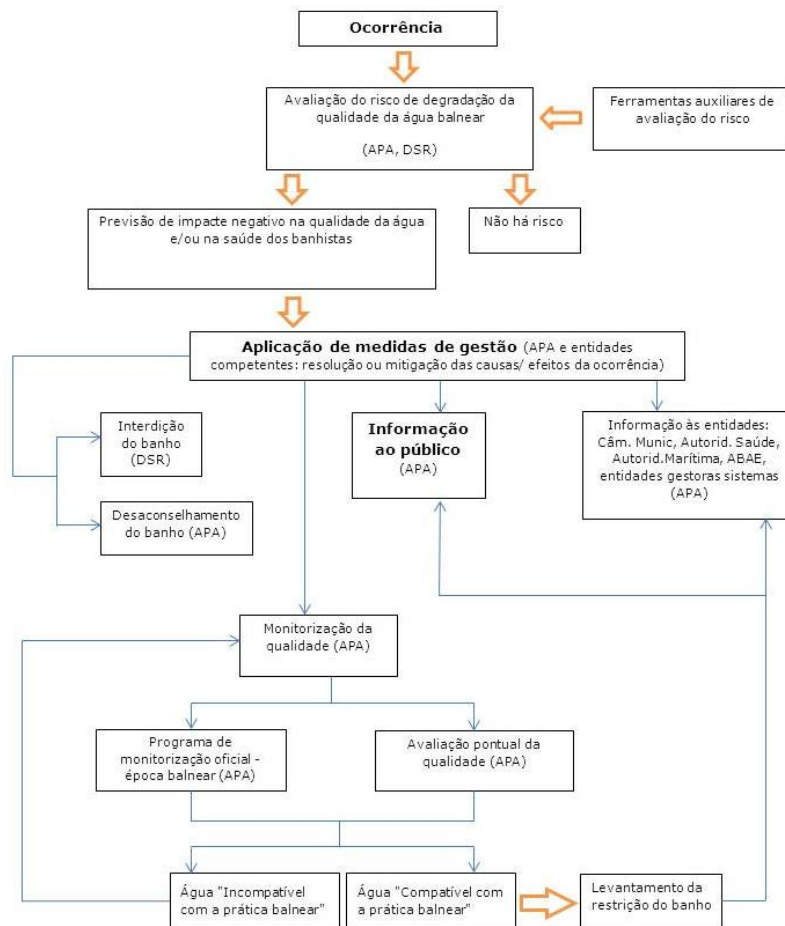 Ocorrência
Avaliação do risco de degradação da
qualidade da água balnear
(APA, DSR)
Ferramentas auxiliares de
avaliação do risco
Previsão de impacte negativo na qualidade da água
e/ou na saúde dos banhistas
Não há risco
Aplicação de medidas de gestão (APA e entidades
competentes: resolução ou mitigação das causas/ efeitos da ocorrência)
Interdição
do banho
(DSR)
Desaconselhamento
do banho (APA)
Informação
ao público
(APA)
Informação às entidades:
Câm. Munic, Autorid. Saúde,
Autorid.Marítima, ABAE,
entidades gestoras sistemas
(APA)
Monitorização da
qualidade (APA)
Programa de
monitorização oficial -
época balnear (APA)
Avaliação pontual da
qualidade (APA)
Água "Incompatível
com a prática balnear"
Água "Compatível com
a prática balnear"
Levantamento da
restrição do banho